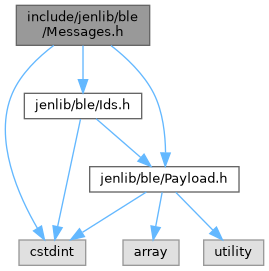 include/jenlib/ble
/Messages.h
jenlib/ble/Ids.h
jenlib/ble/Payload.h
cstdint
array
utility